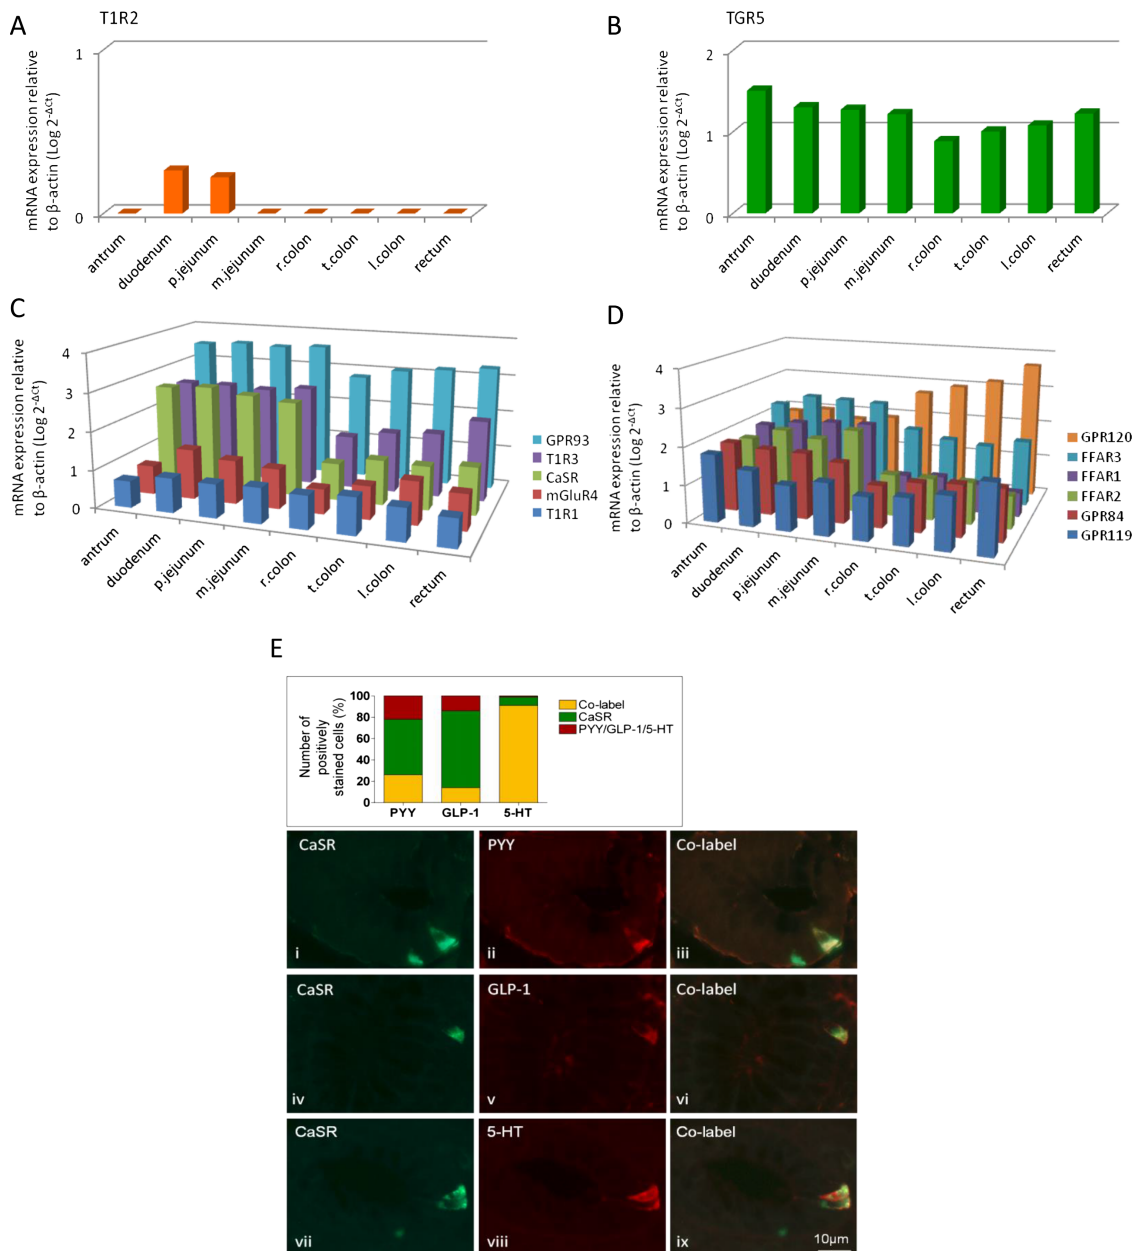 A
T1R2
mRNA expression relative
to β-actin (Log 2^-ΔCt)
1
0
antrum
duodenum
p.jejunum
m.jejunum
r.colon
t.colon
l.colon
rectum
B
TGR5
mRNA expression relative
to β-actin (Log 2^-ΔCt)
2
1
0
antrum
duodenum
p.jejunum
m.jejunum
r.colon
t.colon
l.colon
rectum
C
mRNA expression relative
to β-actin (Log 2^-ΔCt)
4
3
2
1
0
antrum
duodenum
p.jejunum
m.jejunum
r.colon
t.colon
l.colon
rectum
GPR93
T1R3
CaSR
mGluR4
T1R1
D
mRNA expression relative
to β-actin (Log 2^-ΔCt)
4
3
2
1
0
antrum
duodenum
p.jejunum
m.jejunum
r.colon
t.colon
l.colon
rectum
GPR120
FFAR3
FFAR1
FFAR2
GPR84
GPR119
E
Number of
positively
stained cells (%)
100
80
60
40
20
0
PYY
GLP-1
5-HT
Co-label
CaSR
PYY/GLP-1/5-HT
CaSR
i
PYY
ii
Co-label
iii
CaSR
iv
GLP-1
v
Co-label
vi
CaSR
vii
5-HT
viii
Co-label
ix
10µm